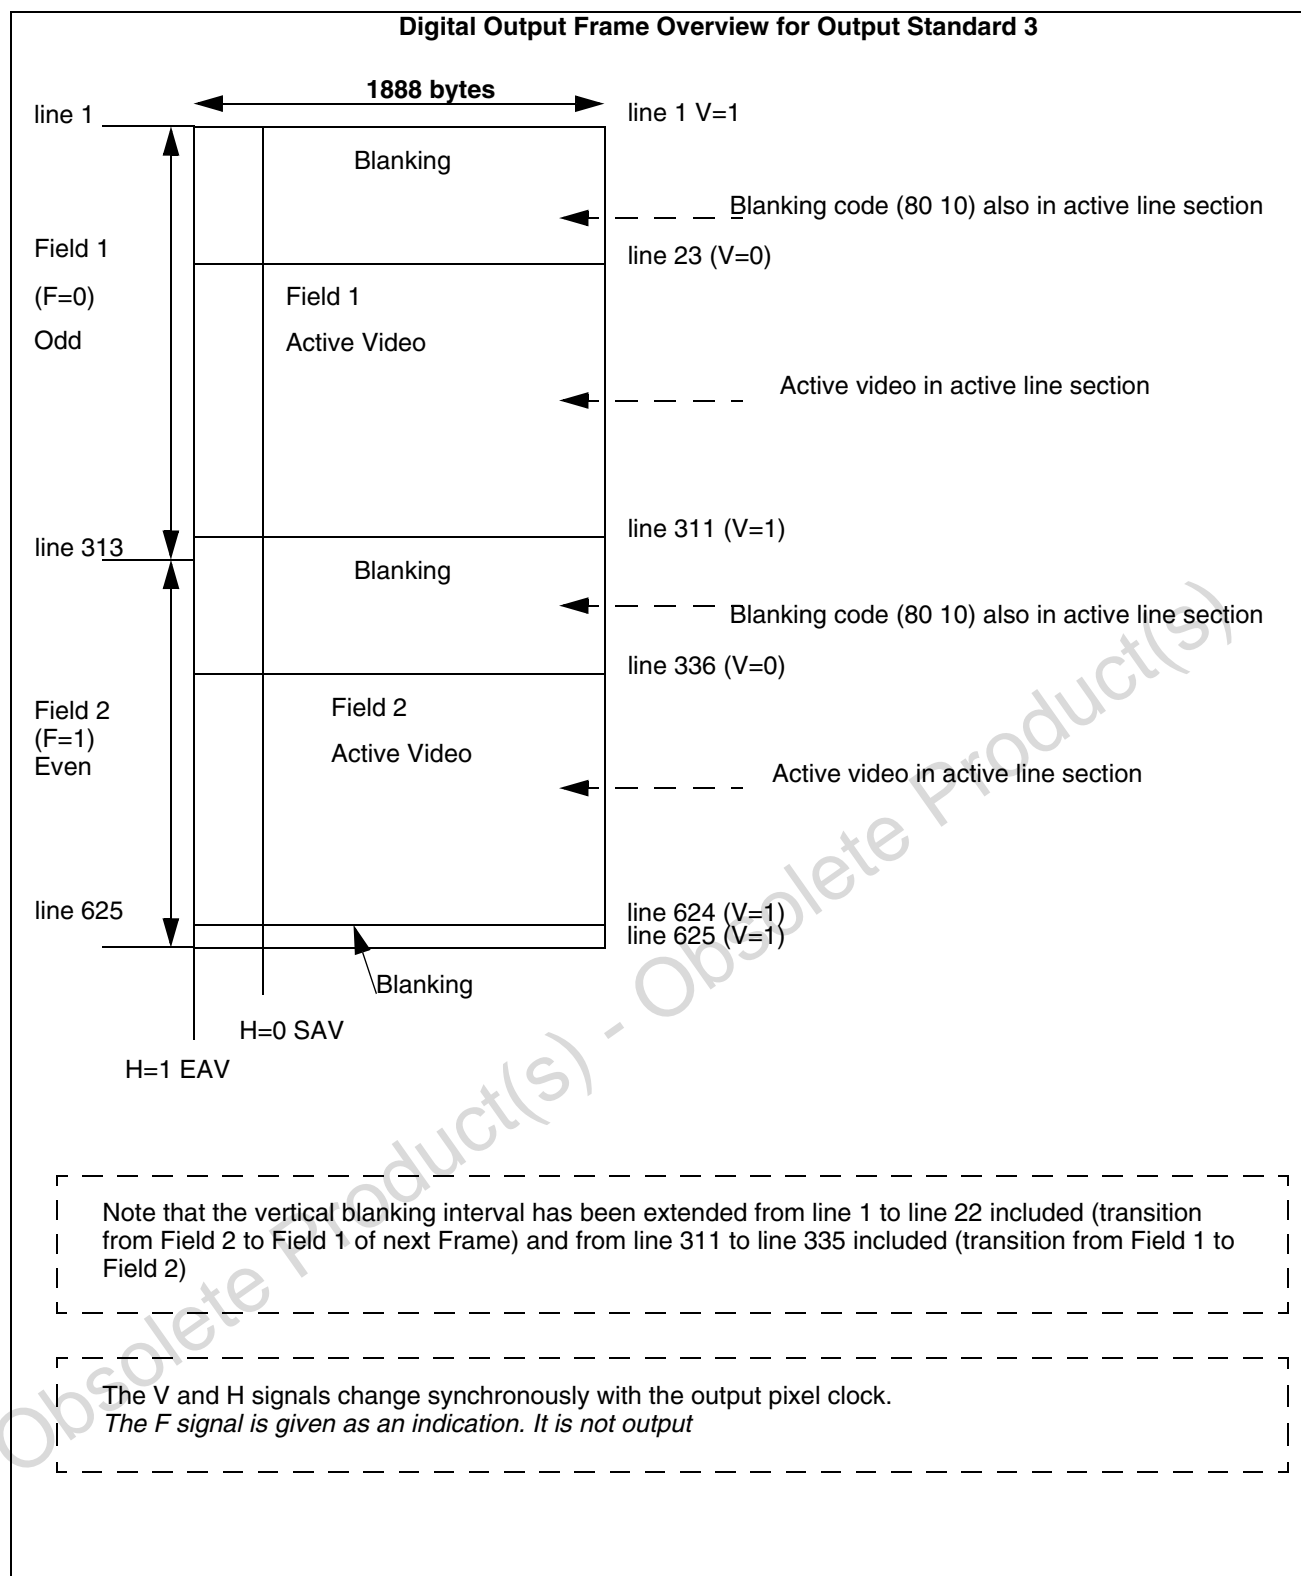 Digital Output Frame Overview for Output Standard 3
1888 bytes
line 1
line 1 V=1
Blanking
Blanking code (80 10) also in active line section
Field 1
(F=0)
Odd
line 23 (V=0)
Field 1
Active Video
Active video in active line section
line 311 (V=1)
line 313
Blanking
Blanking code (80 10) also in active line section
line 336 (V=0)
Field 2
(F=1)
Even
Field 2
Active Video
Active video in active line section
line 625
line 624 (V=1)
line 625 (V=1)
Blanking
H=0 SAV
H=1 EAV
Note that the vertical blanking interval has been extended from line 1 to line 22 included (transition
from Field 2 to Field 1 of next Frame) and from line 311 to line 335 included (transition from Field 1 to
Field 2)
The V and H signals change synchronously with the output pixel clock.
The F signal is given as an indication. It is not output
Obsolete Product(s) - Obsolete Product(s)